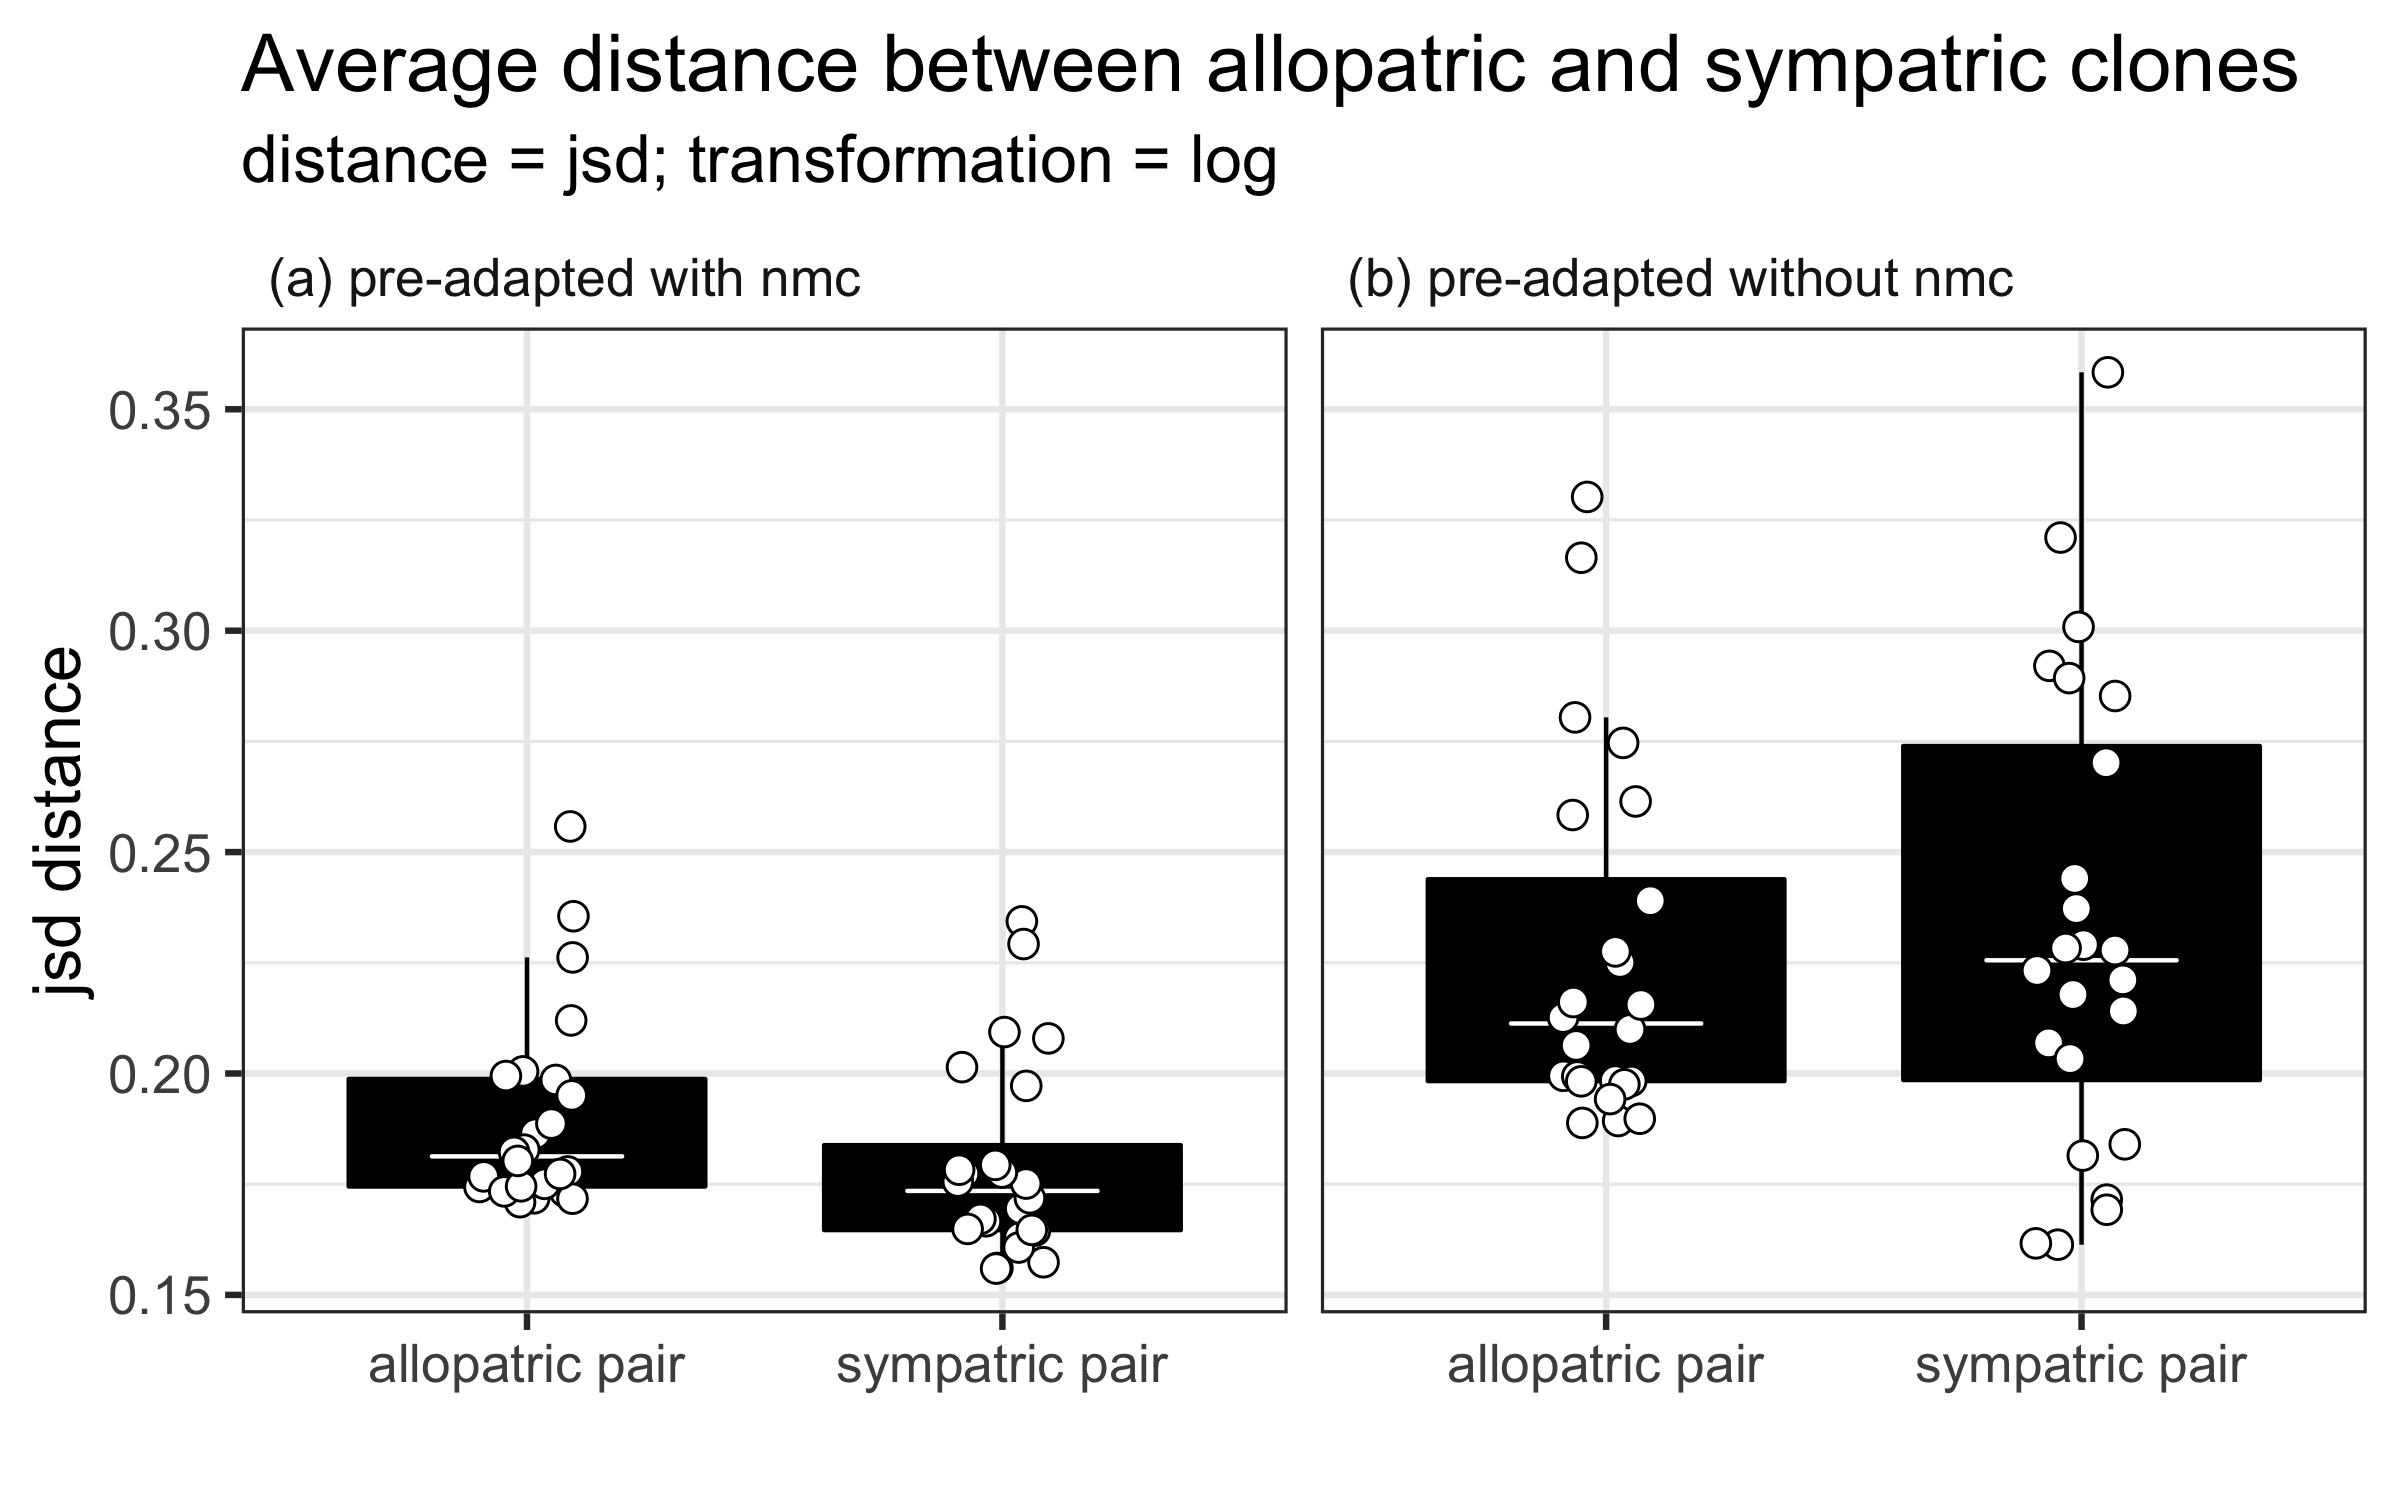 Average distance between allopatric and sympatric clones
distance = jsd; transformation = log
(a) pre-adapted with nmc
(b) pre-adapted without nmc
jsd distance
0.35
0.30
0.25
0.20
0.15
allopatric pair
sympatric pair
allopatric pair
sympatric pair